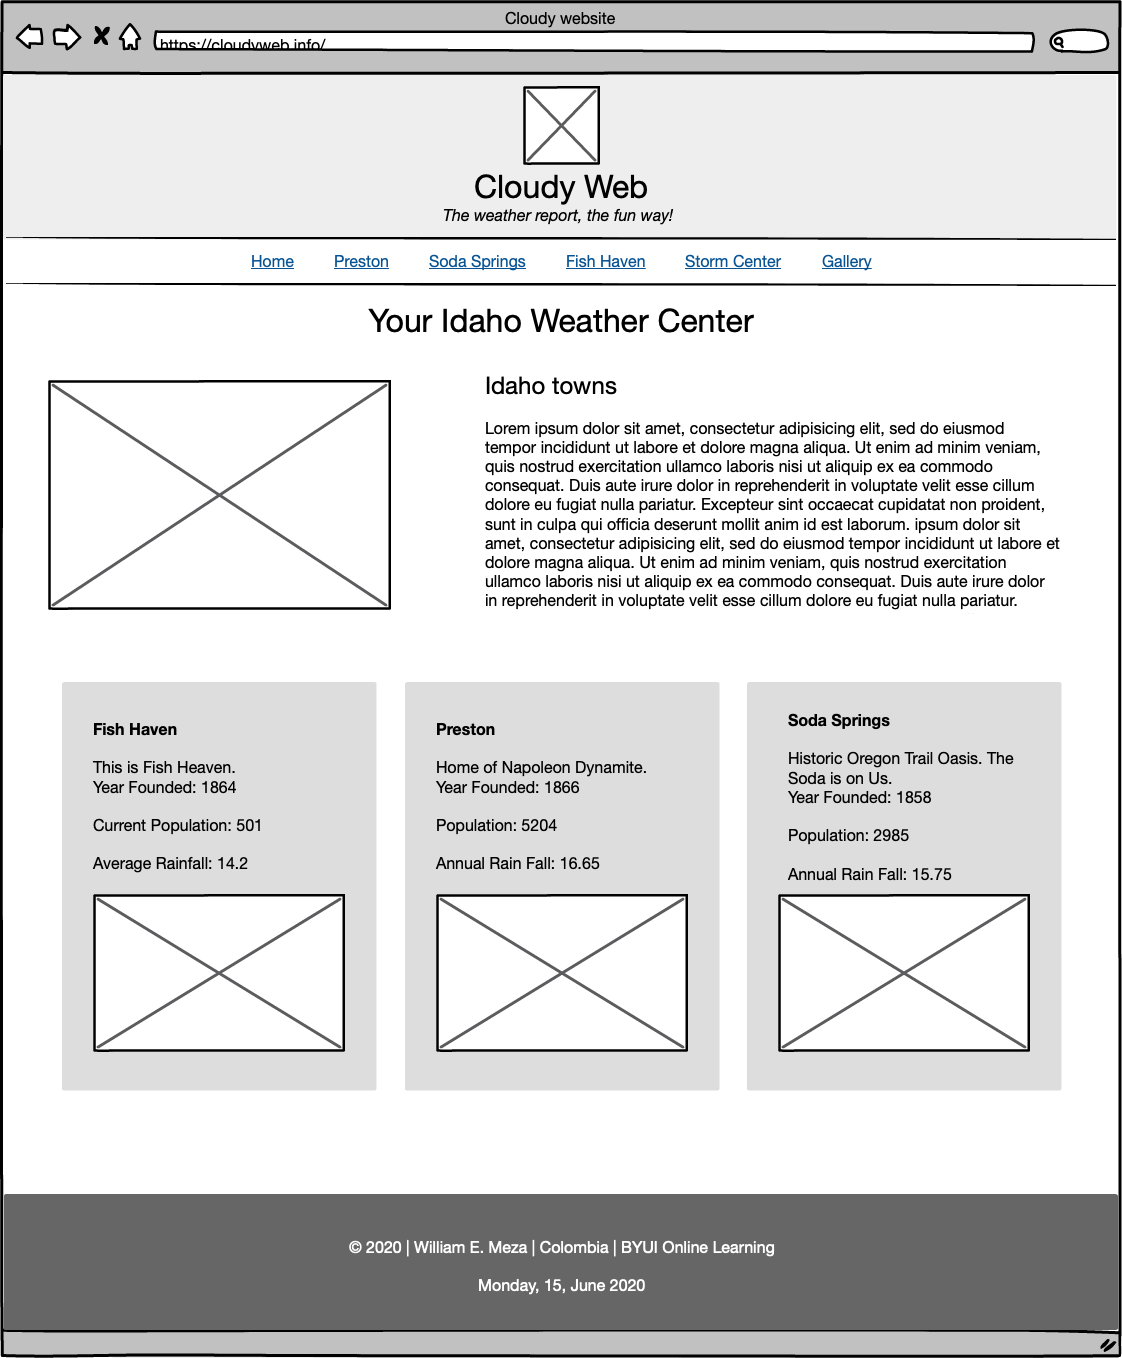 Cloudy website
https://cloudyweb.info/
Cloudy Web
The weather report, the fun way!
Home Preston Soda Springs Fish Haven Storm Center Gallery
Your Idaho Weather Center
Idaho towns
Lorem ipsum dolor sit amet, consectetur adipisicing elit, sed do eiusmod
tempor incididunt ut labore et dolore magna aliqua. Ut enim ad minim veniam,
quis nostrud exercitation ullamco laboris nisi ut aliquip ex ea commodo
consequat. Duis aute irure dolor in reprehenderit in voluptate velit esse cillum
dolore eu fugiat nulla pariatur. Excepteur sint occaecat cupidatat non proident,
sunt in culpa qui officia deserunt mollit anim id est laborum. ipsum dolor sit
amet, consectetur adipisicing elit, sed do eiusmod tempor incididunt ut labore et
dolore magna aliqua. Ut enim ad minim veniam, quis nostrud exercitation
ullamco laboris nisi ut aliquip ex ea commodo consequat. Duis aute irure dolor
in reprehenderit in voluptate velit esse cillum dolore eu fugiat nulla pariatur.
Fish Haven
This is Fish Heaven.
Year Founded: 1864
Current Population: 501
Average Rainfall: 14.2
Preston
Home of Napoleon Dynamite.
Year Founded: 1866
Population: 5204
Annual Rain Fall: 16.65
Soda Springs
Historic Oregon Trail Oasis. The
Soda is on Us.
Year Founded: 1858
Population: 2985
Annual Rain Fall: 15.75
© 2020 | William E. Meza | Colombia | BYUI Online Learning
Monday, 15, June 2020